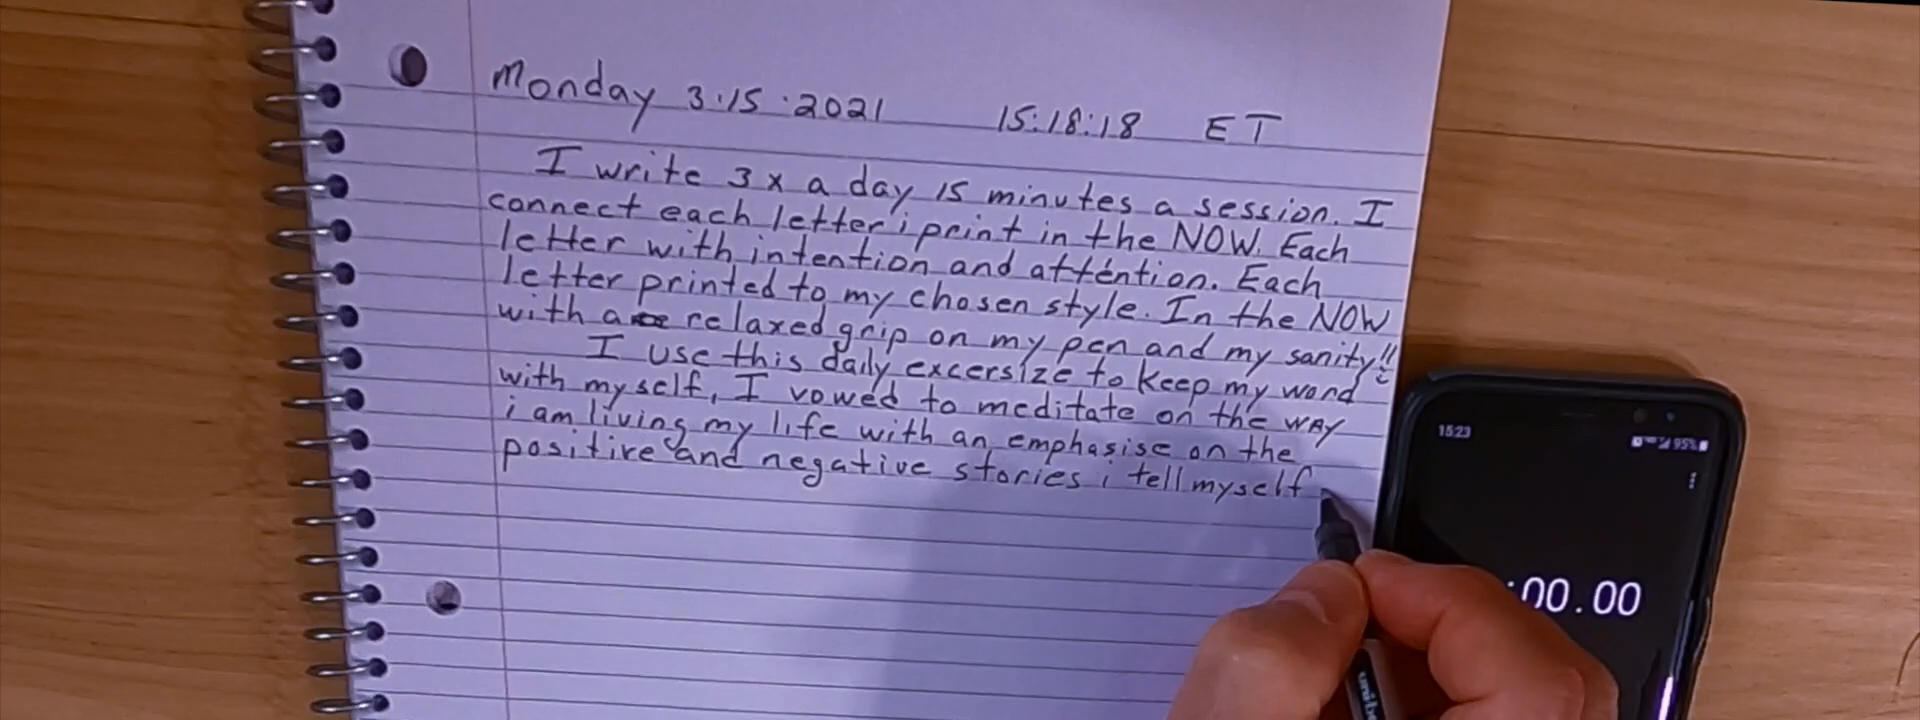 Monday 3.15.2021 15:18:18 ET
I write 3x a day 15 minutes a session. I
connect each letter i print in the NOW. Each
letter with intention and attention. Each
letter printed to my chosen style. In the NOW
with a relaxed grip on my pen and my sanity!!
I use this daily excersize to keep my word
with myself, I vowed to meditate on the WAY
i am living my life with an emphasise on the
positive and negative stories i tell myself
15:23
95%
:00.00